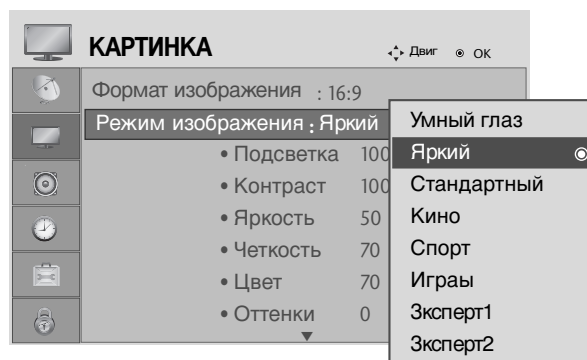 КАРТИНКА
Двиг ОК
Формат изображения : 16:9
Режим изображения : Яркий
• Подсветка 100
• Контраст 100
• Яркость 50
• Четкость 70
• Цвет 70
• Оттенки 0
Умный глаз
Яркий
Стандартный
Кино
Спорт
Играы
Зксперт1
Зксперт2